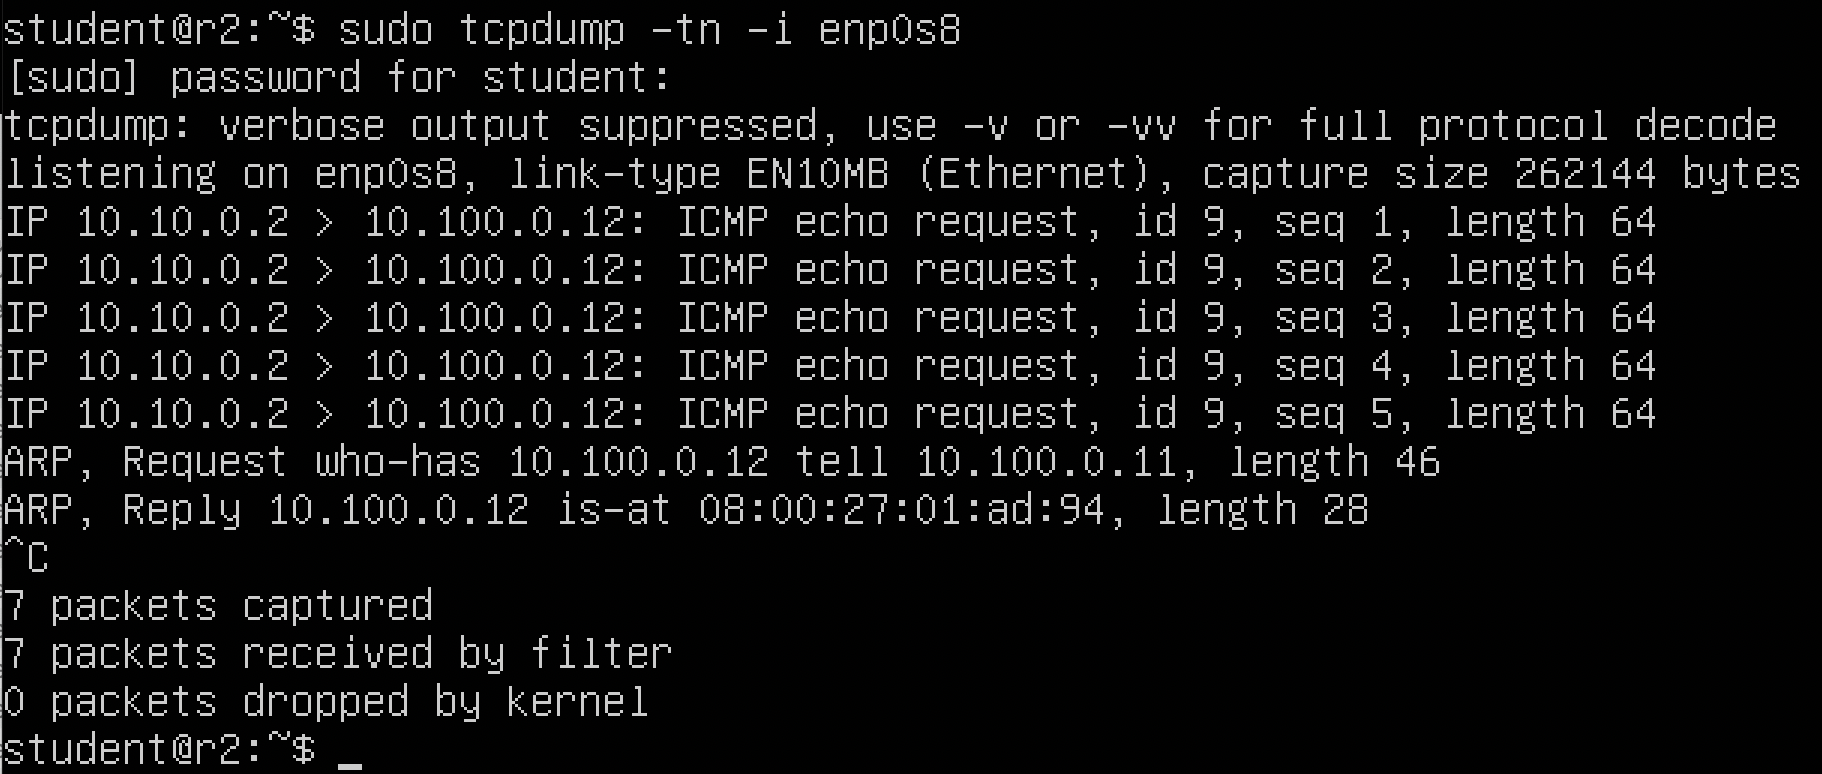 student@r2:~$ sudo tcpdump -tn -i enp0s8
[sudo] password for student:
tcpdump: verbose output suppressed, use -v or -vv for full protocol decode
listening on enp0s8, link-type EN10MB (Ethernet), capture size 262144 bytes
IP 10.10.0.2 > 10.100.0.12: ICMP echo request, id 9, seq 1, length 64
IP 10.10.0.2 > 10.100.0.12: ICMP echo request, id 9, seq 2, length 64
IP 10.10.0.2 > 10.100.0.12: ICMP echo request, id 9, seq 3, length 64
IP 10.10.0.2 > 10.100.0.12: ICMP echo request, id 9, seq 4, length 64
IP 10.10.0.2 > 10.100.0.12: ICMP echo request, id 9, seq 5, length 64
ARP, Request who-has 10.100.0.12 tell 10.100.0.11, length 46
ARP, Reply 10.100.0.12 is-at 08:00:27:01:ad:94, length 28
^C
7 packets captured
7 packets received by filter
0 packets dropped by kernel
student@r2:~$ _